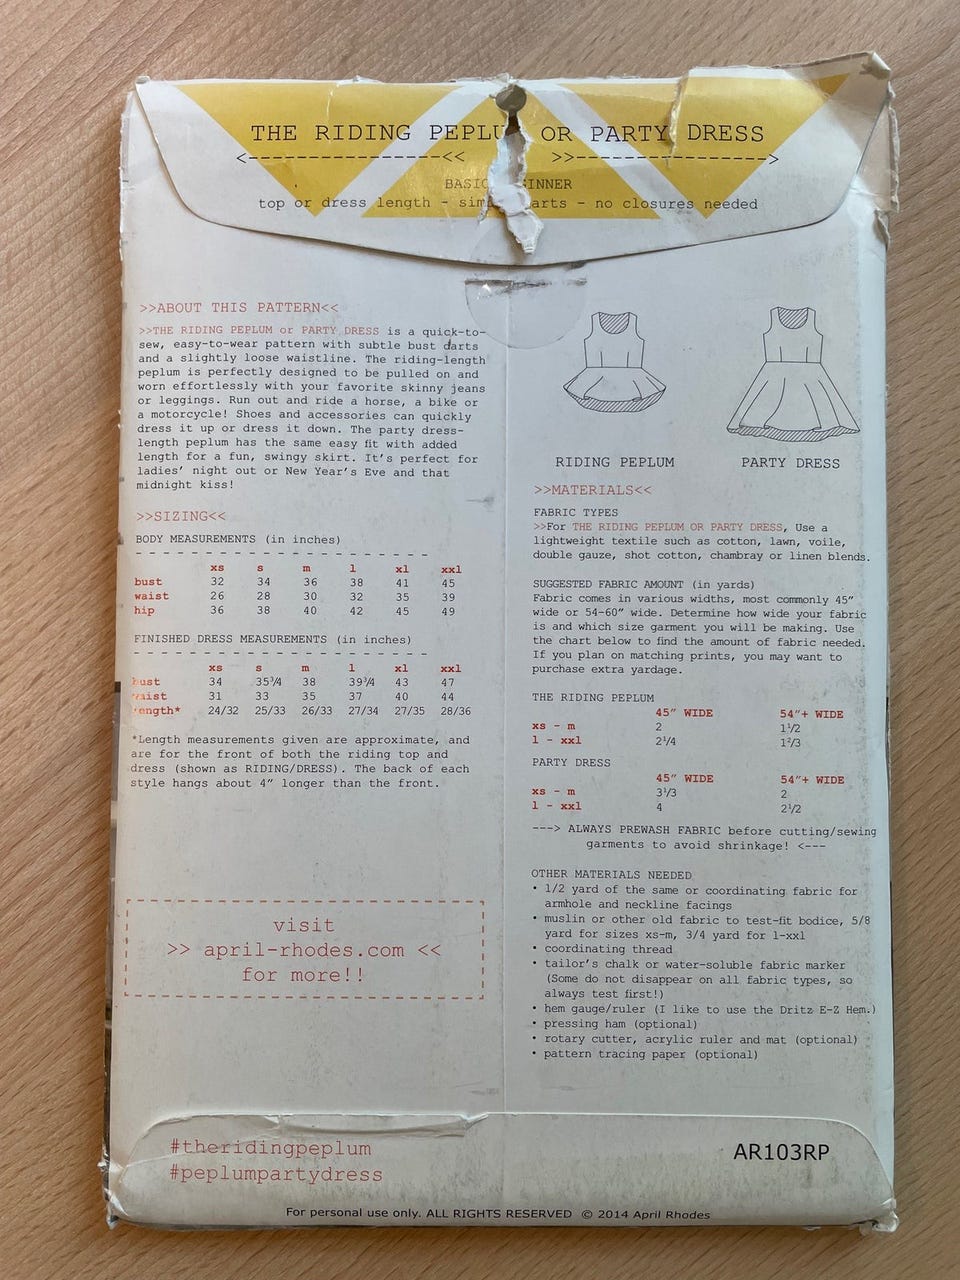 THE RIDING PEPLU OR PARTY DRESS
<-----------------<< >>----------------->
BASIC INNER
top or dress length - sim arts - no closures needed
>>ABOUT THIS PATTERN<<
>>THE RIDING PEPLUM or PARTY DRESS is a quick-to-
sew, easy-to-wear pattern with subtle bust darts
and a slightly loose waistline. The riding-length
peplum is perfectly designed to be pulled on and
worn effortlessly with your favorite skinny jeans
or leggings. Run out and ride a horse, a bike or
a motorcycle! Shoes and accessories can quickly
dress it up or dress it down. The party dress-
length peplum has the same easy fit with added
length for a fun, swingy skirt. It's perfect for
ladies' night out or New Year's Eve and that
midnight kiss!
>>SIZING<<
BODY MEASUREMENTS (in inches)
xs s m l xl xxl
bust 32 34 36 38 41 45
waist 26 28 30 32 35 39
hip 36 38 40 42 45 49
FINISHED DRESS MEASUREMENTS (in inches)
xs s m l xl xxl
bust 34 35¾ 38 39¾ 43 47
waist 31 33 35 37 40 44
length* 24/32 25/33 26/33 27/34 27/35 28/36
*Length measurements given are approximate, and
are for the front of both the riding top and
dress (shown as RIDING/DRESS). The back of each
style hangs about 4" longer than the front.
visit
>> april-rhodes.com <<
for more!!
RIDING PEPLUM PARTY DRESS
>>MATERIALS<<
FABRIC TYPES
>>For THE RIDING PEPLUM OR PARTY DRESS, Use a
lightweight textile such as cotton, lawn, voile,
double gauze, shot cotton, chambray or linen blends.
SUGGESTED FABRIC AMOUNT (in yards)
Fabric comes in various widths, most commonly 45"
wide or 54-60" wide. Determine how wide your fabric
is and which size garment you will be making. Use
the chart below to find the amount of fabric needed.
If you plan on matching prints, you may want to
purchase extra yardage.
THE RIDING PEPLUM
45" WIDE 54"+ WIDE
xs - m 2 1½
l - xxl 2¼ 1⅔
PARTY DRESS
45" WIDE 54"+ WIDE
xs - m 3⅓ 2
l - xxl 4 2½
---> ALWAYS PREWASH FABRIC before cutting/sewing
garments to avoid shrinkage! <---
OTHER MATERIALS NEEDED
• 1/2 yard of the same or coordinating fabric for
armhole and neckline facings
• muslin or other old fabric to test-fit bodice, 5/8
yard for sizes xs-m, 3/4 yard for l-xxl
• coordinating thread
• tailor's chalk or water-soluble fabric marker
(Some do not disappear on all fabric types, so
always test first!)
• hem gauge/ruler (I like to use the Dritz E-Z Hem.)
• pressing ham (optional)
• rotary cutter, acrylic ruler and mat (optional)
• pattern tracing paper (optional)
#theridingpeplum
#peplumpartydress
AR103RP
For personal use only. ALL RIGHTS RESERVED © 2014 April Rhodes